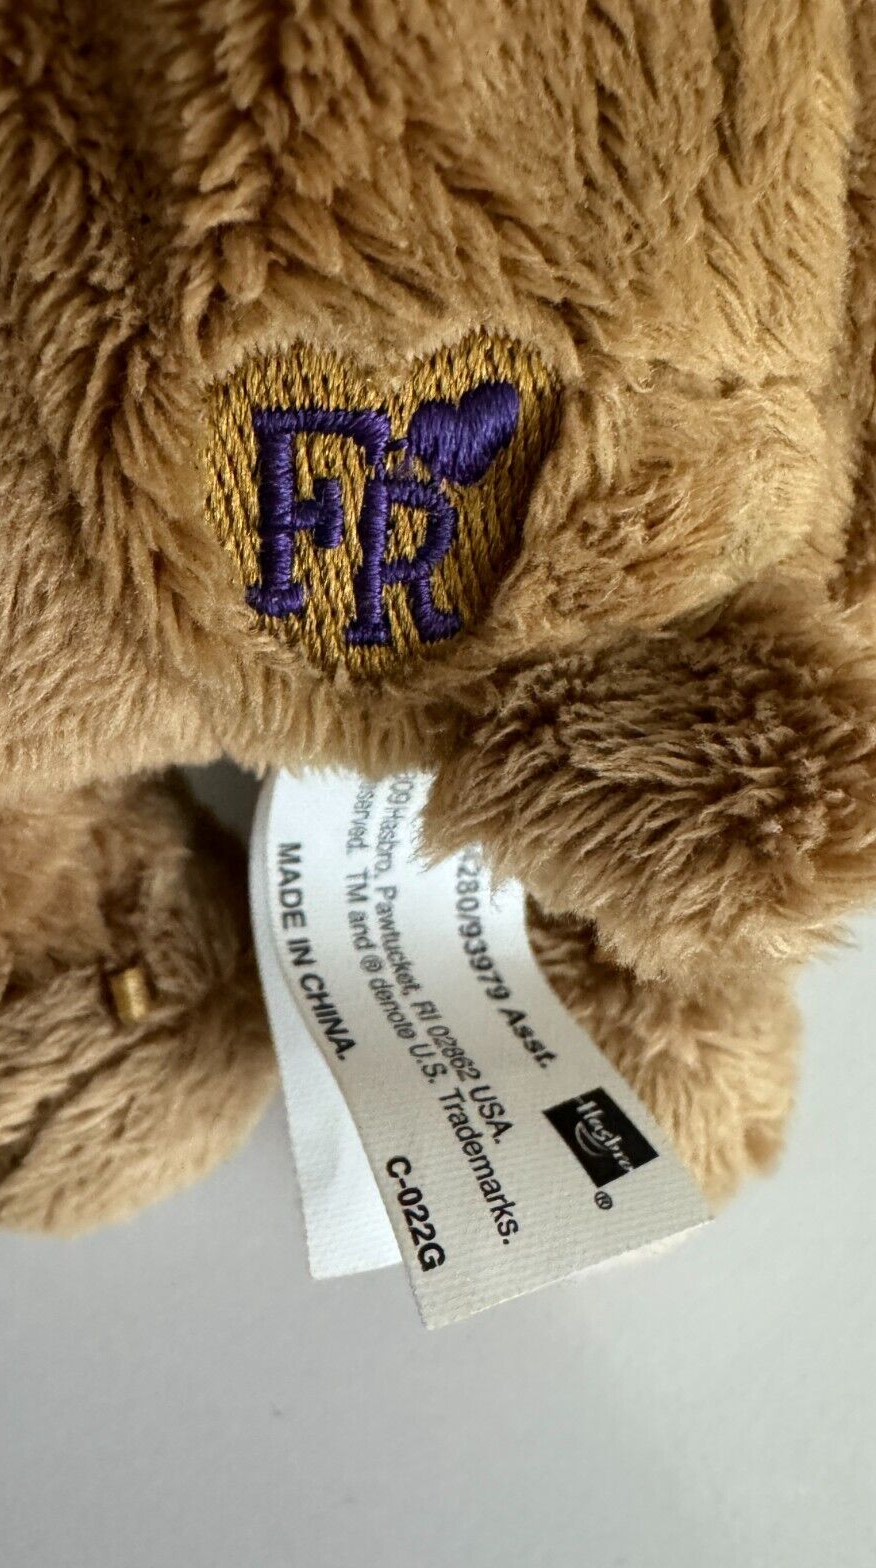 FR
280/93979 Asst.
09 Hasbro, Pawtucket, RI 02862 USA.
served. TM and ® denote U.S. Trademarks.
MADE IN CHINA.
C-022G
Hasbro
®